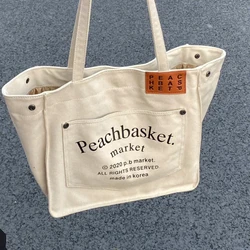 Peachbasket.
market
© 2020 p.b market.
ALL RIGHTS RESERVED.
made in korea